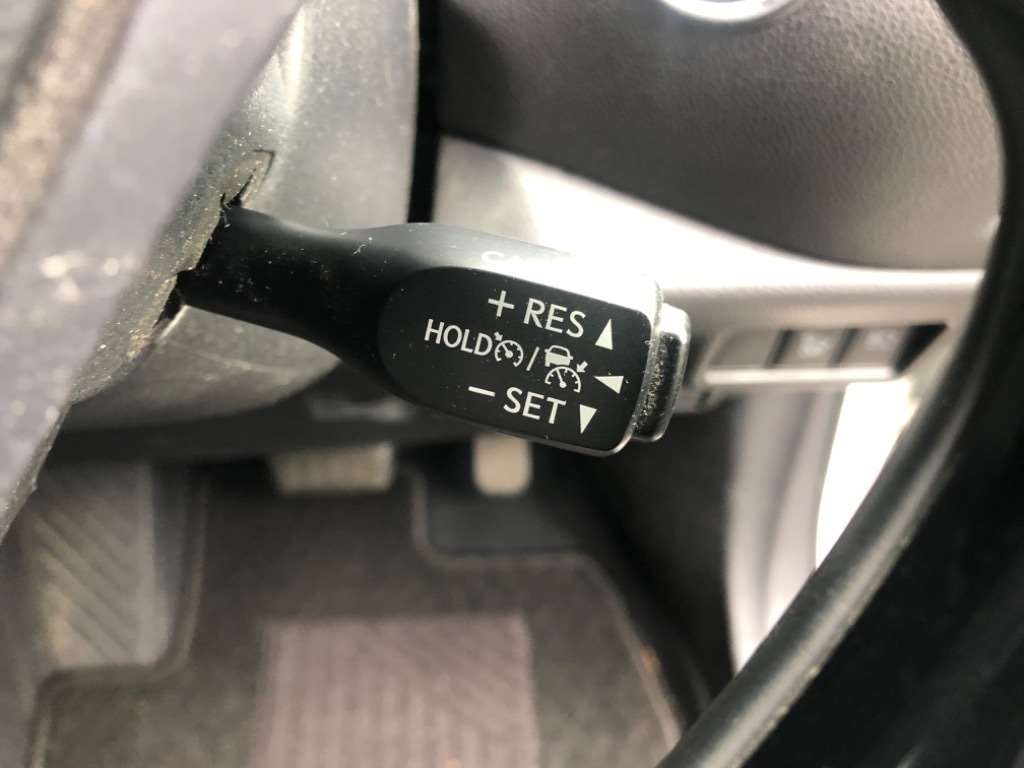 + RES
HOLD /
− SET